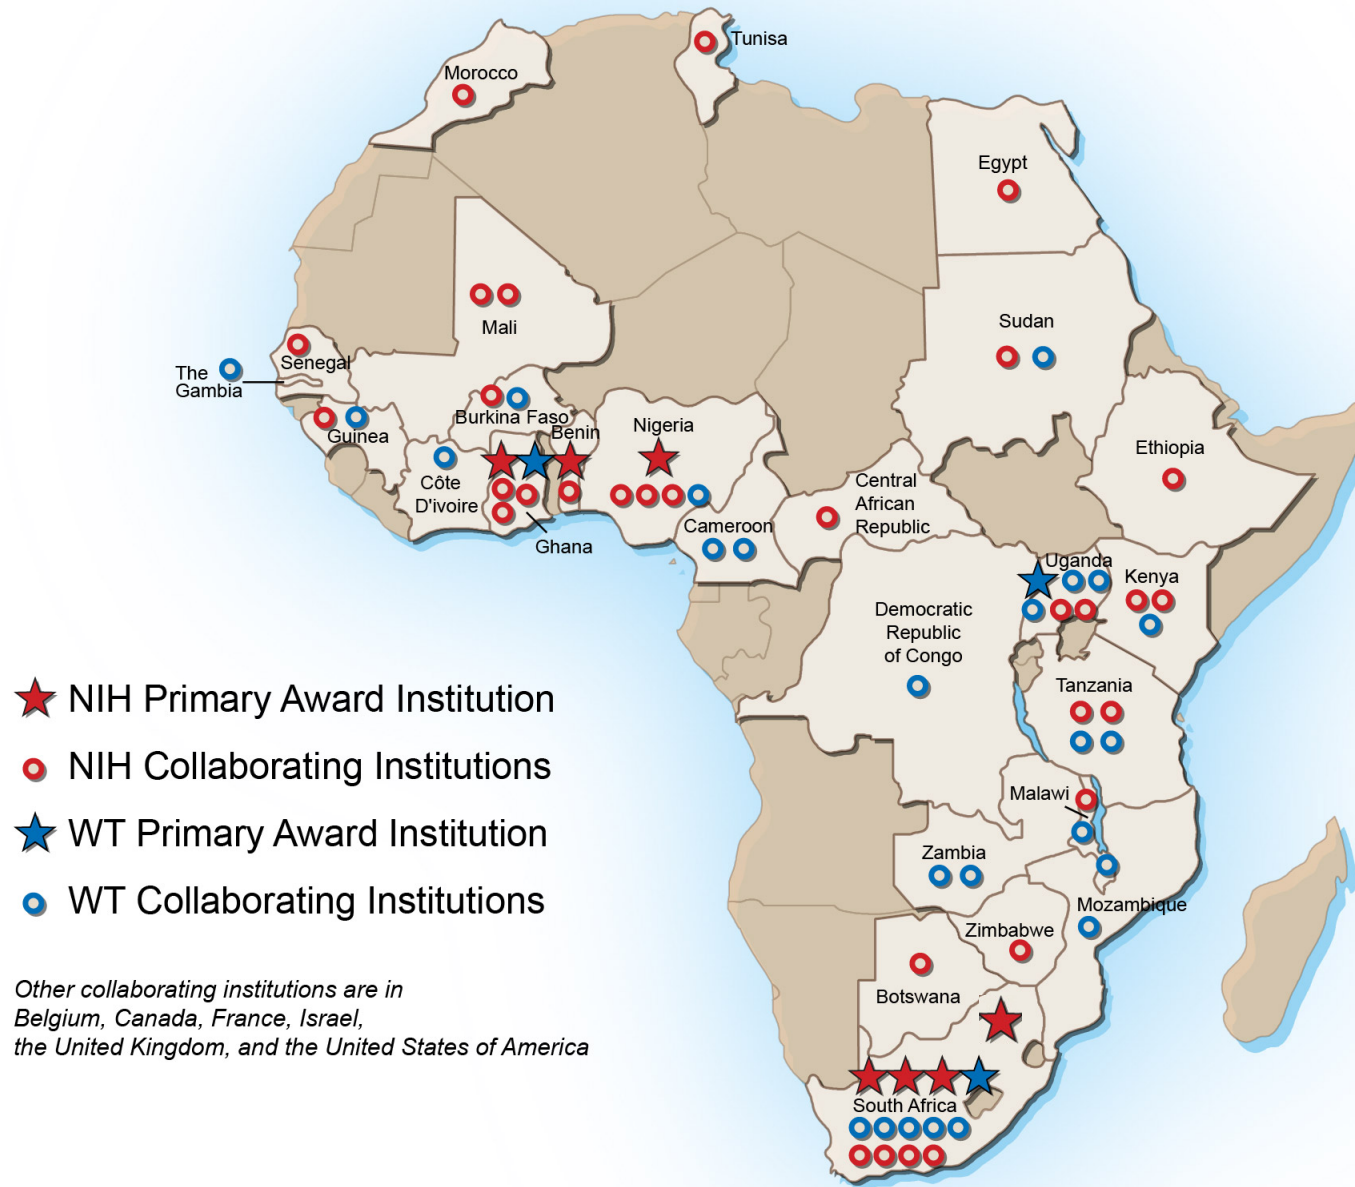 Tunisa
Morocco
Egypt
Mali
Sudan
Senegal
The
Gambia
Burkina Faso
Guinea
Benin
Nigeria
Ethiopia
Côte
D'ivoire
Central
African
Republic
Cameroon
Ghana
Uganda
Kenya
Democratic
Republic
of Congo
Tanzania
Malawi
Zambia
Mozambique
Zimbabwe
Botswana
South Africa
NIH Primary Award Institution
NIH Collaborating Institutions
WT Primary Award Institution
WT Collaborating Institutions
Other collaborating institutions are in
Belgium, Canada, France, Israel,
the United Kingdom, and the United States of America